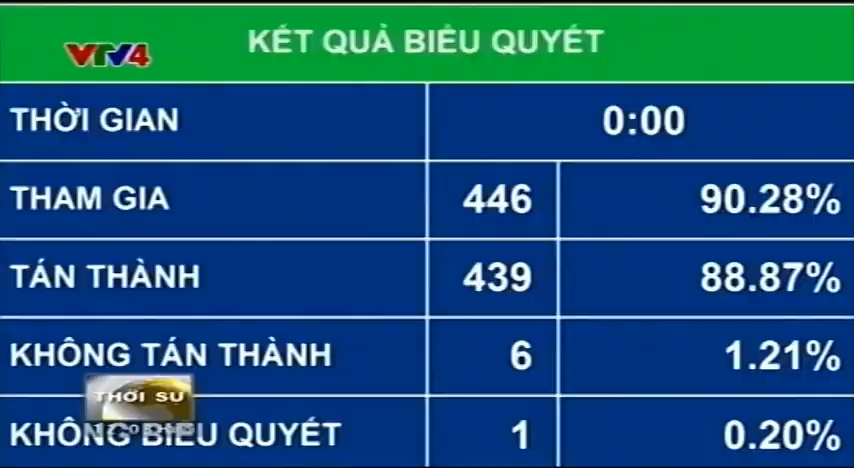 VTV4
KẾT QUẢ BIỂU QUYẾT
THỜI GIAN 0:00
THAM GIA 446 90.28%
TÁN THÀNH 439 88.87%
KHÔNG TÁN THÀNH 6 1.21%
THỜI SỰ
KHÔNG BIỂU QUYẾT 1 0.20%